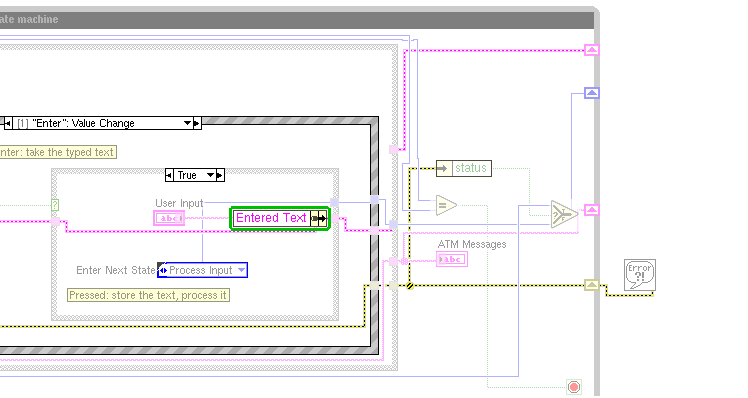 ate machine
[1] "Enter": Value Change
nter: take the typed text
True
status
?
User Input
abc
Entered Text
=
?
ATM Messages
abc
Enter Next State
Process Input
Error
?!
Pressed: store the text, process it